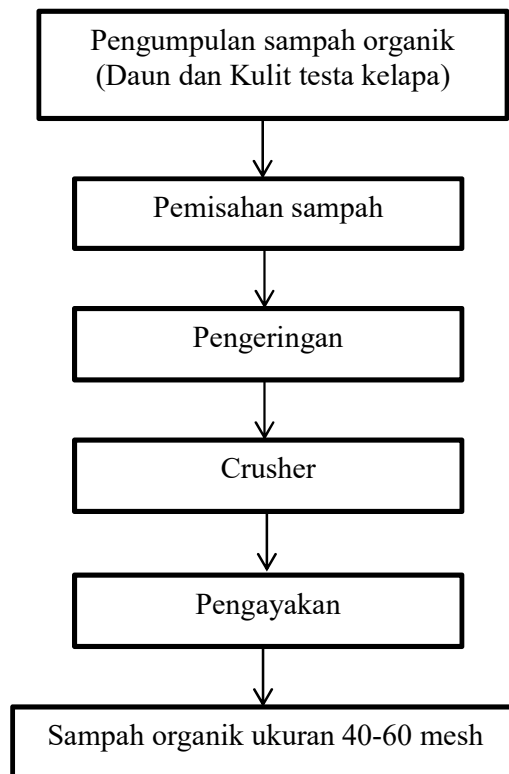 Pengumpulan sampah organik
(Daun dan Kulit testa kelapa)
Pemisahan sampah
Pengeringan
Crusher
Pengayakan
Sampah organik ukuran 40-60 mesh